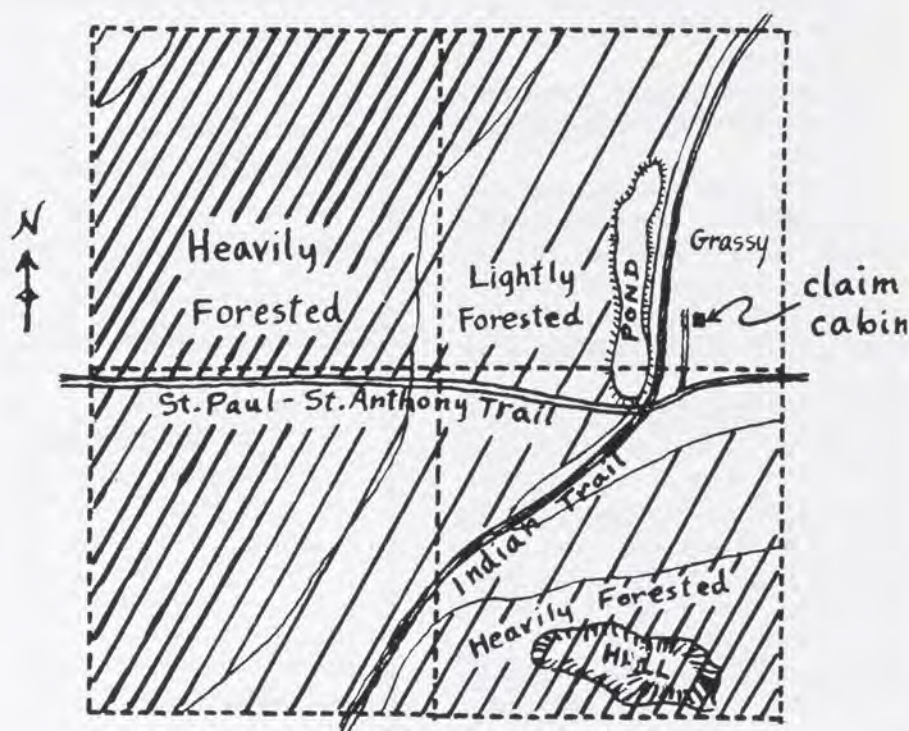 N
Heavily
Forested
Lightly
Forested
POND
Grassy
claim
cabin
St. Paul - St. Anthony Trail
Indian Trail
Heavily Forested
HILL